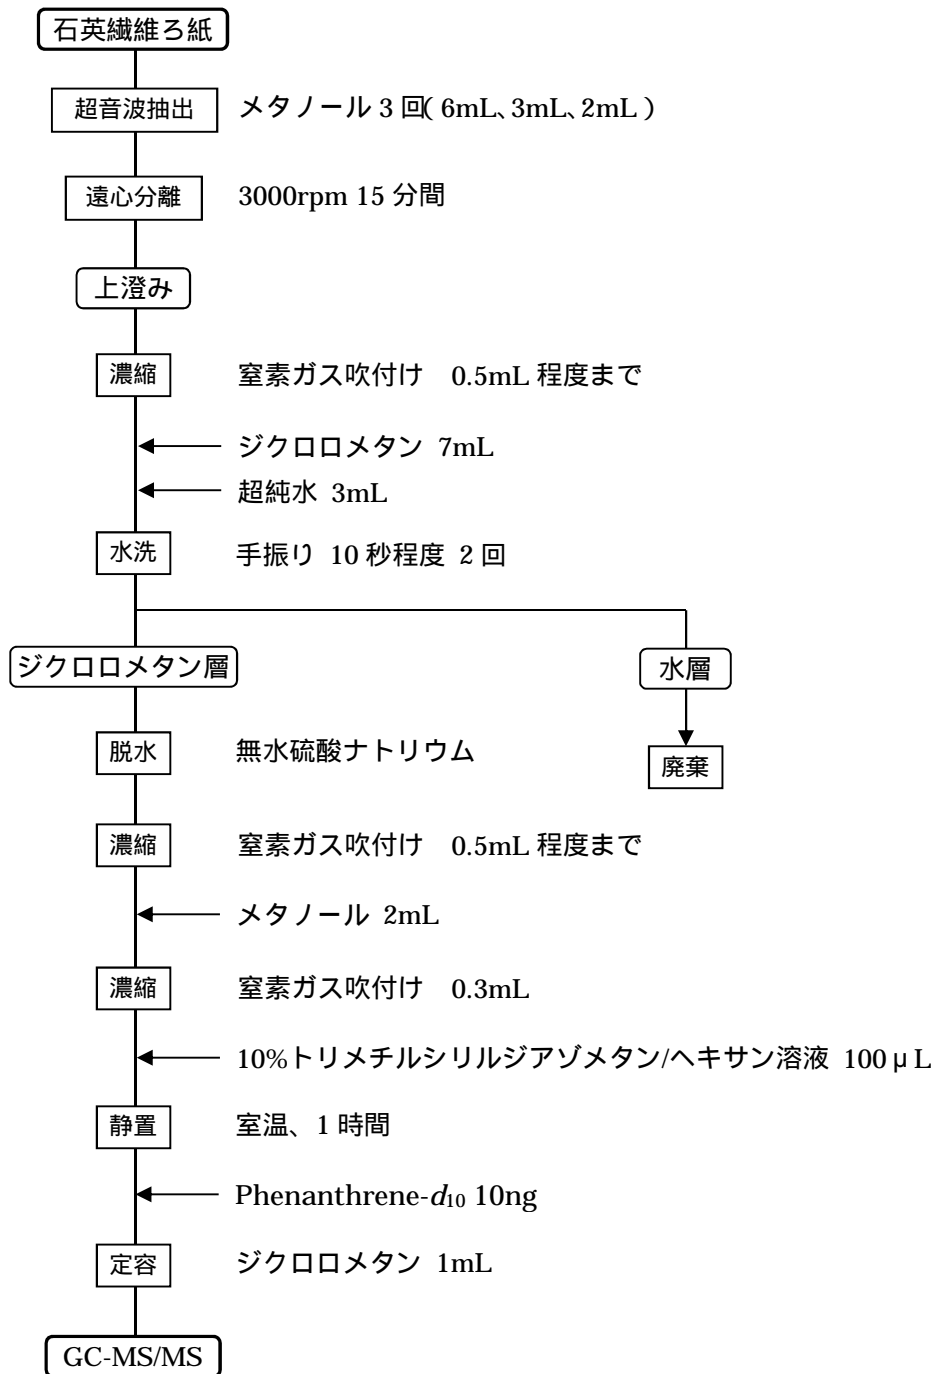 石英繊維ろ紙
超音波抽出 メタノール 3 回( 6mL、3mL、2mL )
遠心分離 3000rpm 15 分間
上澄み
濃縮 窒素ガス吹付け 0.5mL 程度まで
ジクロロメタン 7mL
超純水 3mL
水洗 手振り 10 秒程度 2 回
ジクロロメタン層 水層
脱水 無水硫酸ナトリウム 廃棄
濃縮 窒素ガス吹付け 0.5mL 程度まで
メタノール 2mL
濃縮 窒素ガス吹付け 0.3mL
10%トリメチルシリルジアゾメタン/ヘキサン溶液 100μL
静置 室温、1 時間
Phenanthrene-d10 10ng
定容 ジクロロメタン 1mL
GC-MS/MS